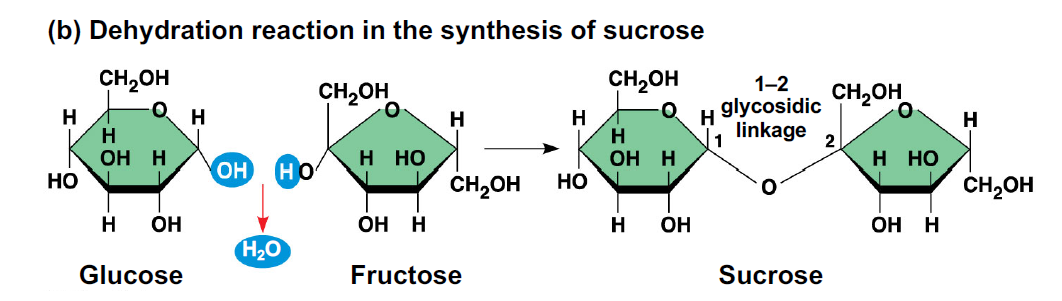 (b) Dehydration reaction in the synthesis of sucrose
CH₂OH
O
H
H
H
OH
H
HO
H
OH
OH
Glucose
H₂O
CH₂OH
O
H
HO
H
HO
CH₂OH
OH
H
Fructose
CH₂OH
O
H
H
H
OH
H
HO
H
OH
1
1–2
glycosidic
linkage
O
2
CH₂OH
O
H
H
HO
CH₂OH
OH
H
Sucrose